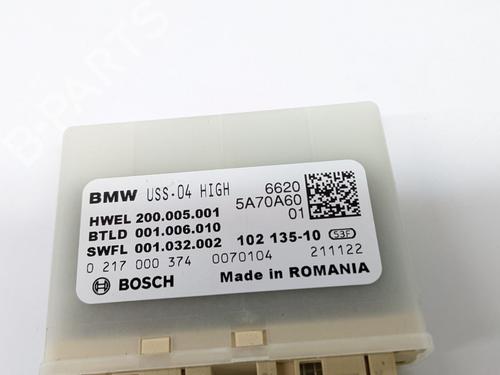 BMW USS-04 HIGH 6620
HWEL 200.005.001 5A70A60
BTLD 001.006.010 01
SWFL 001.032.002 102 135-10 S3F
0 217 000 374 0070104 211122
BOSCH Made in ROMANIA
B-PARTS